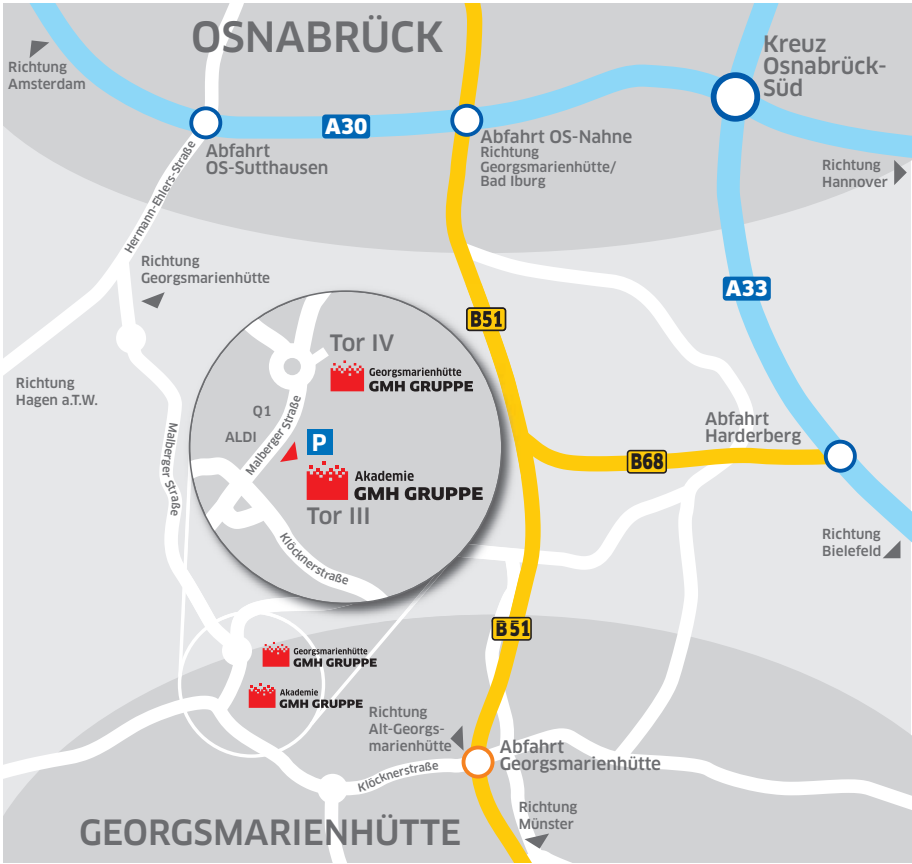 OSNABRÜCK
Kreuz
Osnabrück-
Süd
Richtung
Amsterdam
A30
Abfahrt
OS-Sutthausen
Abfahrt OS-Nahne
Richtung
Georgsmarienhütte/
Bad Iburg
Richtung
Hannover
Hermann-Ehlers-Straße
Richtung
Georgsmarienhütte
A33
B51
Tor IV
Georgsmarienhütte
GMH GRUPPE
Richtung
Hagen a.T.W.
Q1
ALDI
Malberger Straße
P
Akademie
GMH GRUPPE
Tor III
Klöcknerstraße
Malberger Straße
Abfahrt
Harderberg
B68
Richtung
Bielefeld
B51
Georgsmarienhütte
GMH GRUPPE
Akademie
GMH GRUPPE
Richtung
Alt-Georgs-
marienhütte
Abfahrt
Georgsmarienhütte
Klöcknerstraße
Richtung
Münster
GEORGSMARIENHÜTTE